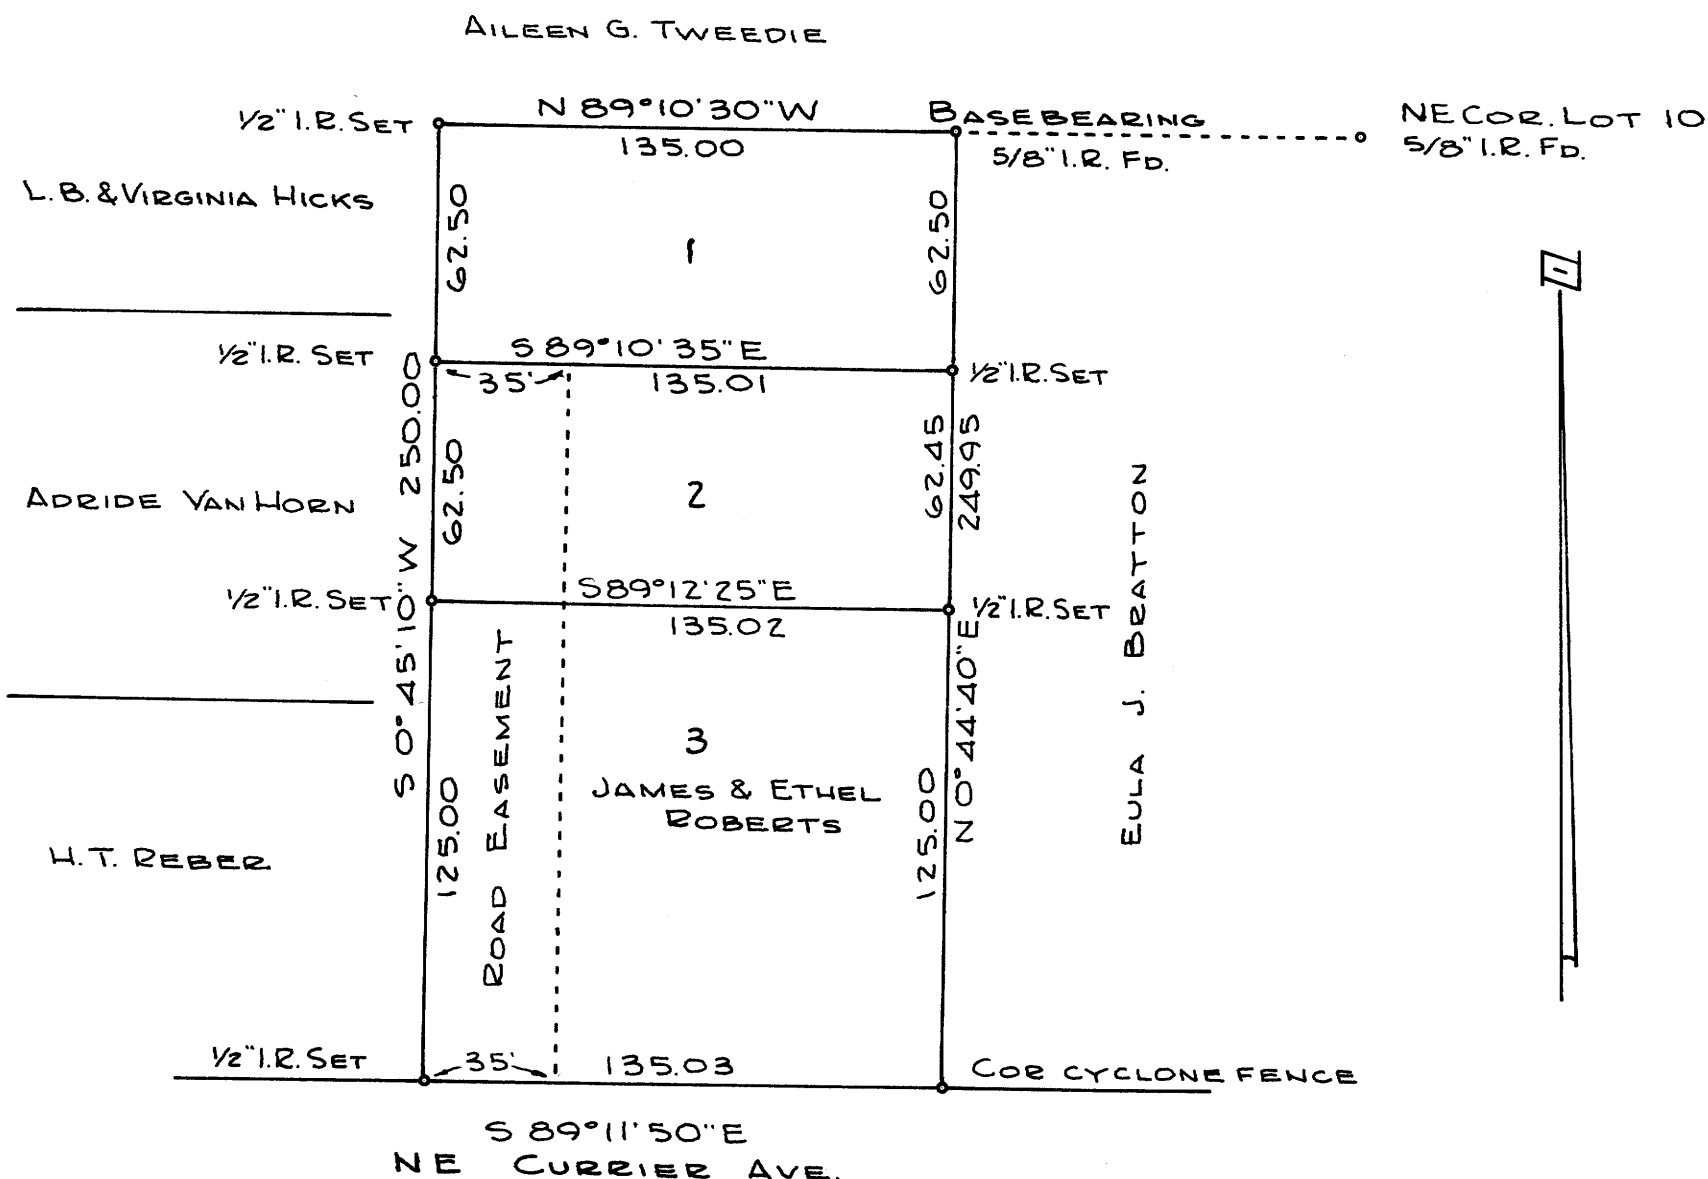 AILEEN G. TWEEDIE
1/2" I.R. SET
N 89°10'30" W
BASE BEARING
NE COR. LOT 10
135.00
5/8" I.R. FD.
5/8" I.R. FD.
L.B. & VIRGINIA HICKS
62.50
62.50
1
1/2" I.R. SET
S 89°10'35" E
1/2" I.R. SET
35'
135.01
S 0°45'10" W 250.00
ADRIDE VAN HORN
62.50
2
62.45
249.95
1/2" I.R. SET
S 89°12'25" E
1/2" I.R. SET
135.02
N 0°44'40" E
EULA J. BRATTON
ROAD EASEMENT
3
JAMES & ETHEL
ROBERTS
H.T. REBER
125.00
125.00
1/2" I.R. SET
35'
135.03
COR CYCLONE FENCE
S 89°11'50" E
NE CURRIER AVE.
N